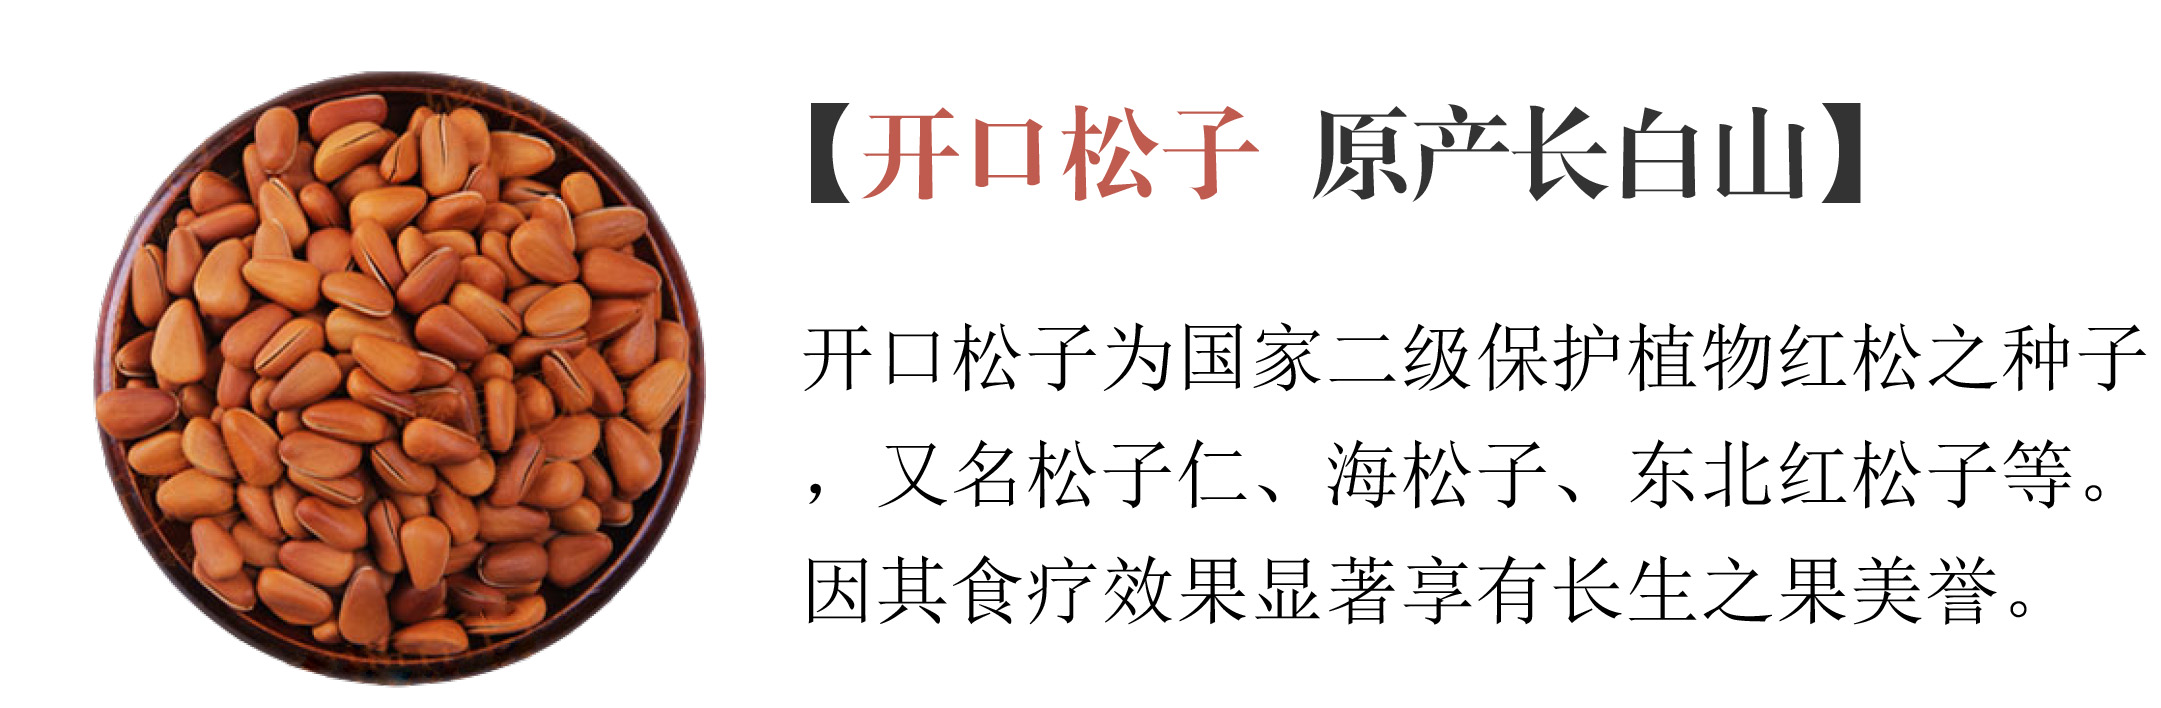 【开口松子 原产长白山】
开口松子为国家二级保护植物红松之种子
，又名松子仁、海松子、东北红松子等。
因其食疗效果显著享有长生之果美誉。